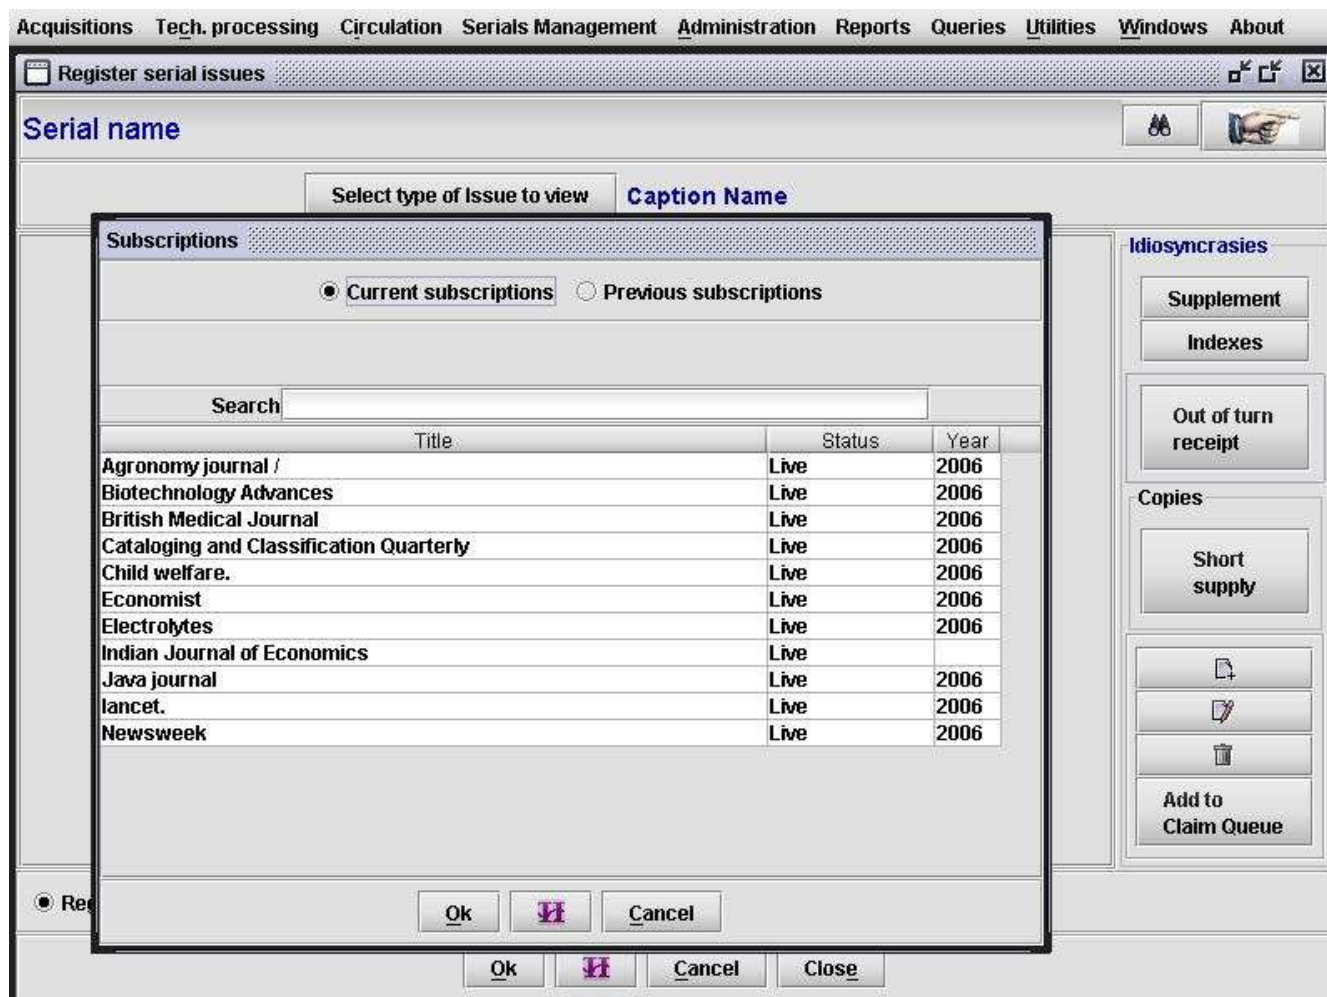 Acquisitions Tech. processing Circulation Serials Management Administration Reports Queries Utilities Windows About
Register serial issues
Serial name
Select type of Issue to view Caption Name
Subscriptions
Current subscriptions Previous subscriptions
Search
Title Status Year
Agronomy journal / Live 2006
Biotechnology Advances Live 2006
British Medical Journal Live 2006
Cataloging and Classification Quarterly Live 2006
Child welfare. Live 2006
Economist Live 2006
Electrolytes Live 2006
Indian Journal of Economics Live
Java journal Live 2006
lancet. Live 2006
Newsweek Live 2006
Ok Cancel
Idiosyncrasies
Supplement
Indexes
Out of turn
receipt
Copies
Short
supply
Add to
Claim Queue
Ok Cancel Close